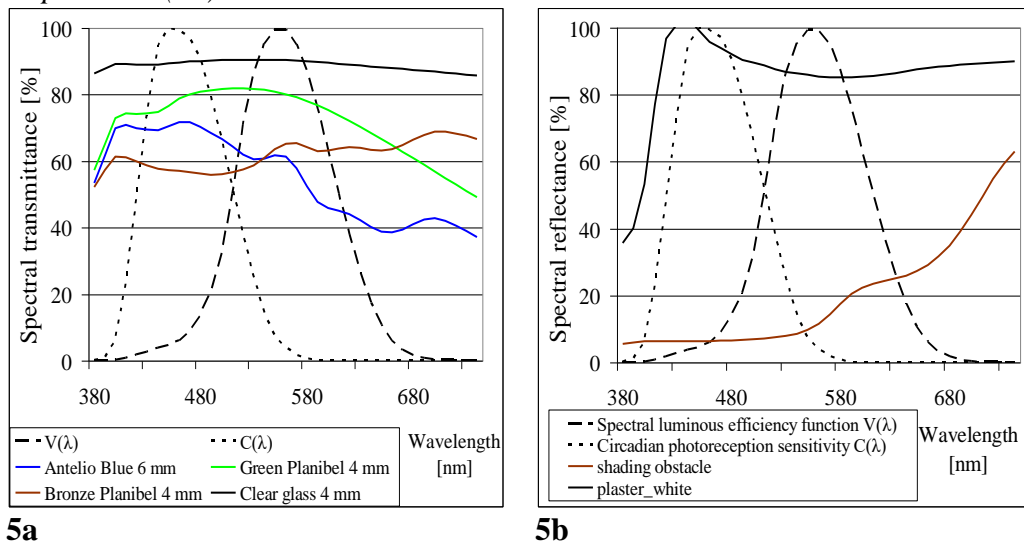 Spectral transmittance [%]
100
80
60
40
20
0
380 480 580 680
V(λ) C(λ)
Antelio Blue 6 mm Green Planibel 4 mm
Bronze Planibel 4 mm Clear glass 4 mm
Wavelength
[nm]
5a
Spectral reflectance [%]
100
80
60
40
20
0
380 480 580 680
Spectral luminous efficiency function V(λ)
Circadian photoreception sensitivity C(λ)
shading obstacle
plaster_white
Wavelength
[nm]
5b